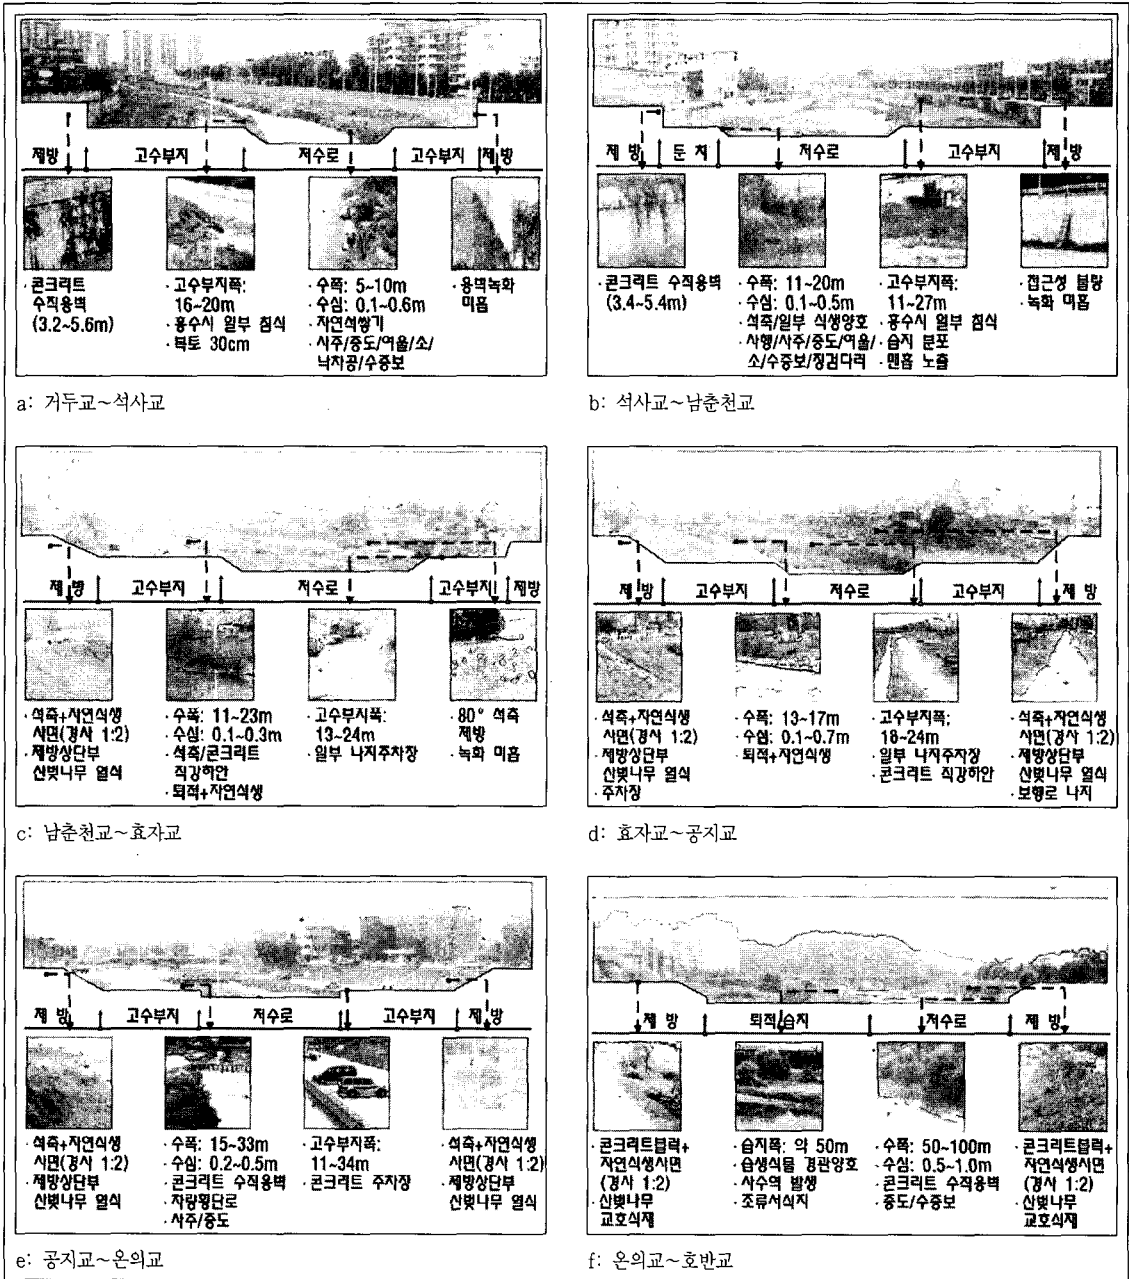 제방 고수부지 저수로 고수부지 제방
· 콘크리트
수직옹벽
(3.2~5.6m)
· 고수부지폭:
16~20m
· 홍수시 일부 침식
· 복토 30cm
· 수폭: 5~10m
· 수심: 0.1~0.6m
· 자연석쌓기
· 사주/중도/여울/소/
낙차공/수중보
· 옹벽녹화
미흡
a: 거두교~석사교
제 방 둔 치 저수로 고수부지 제 방
· 콘크리트 수직옹벽
(3.4~5.4m)
· 수폭: 11~20m
· 수심: 0.1~0.5m
· 석축/일부 식생양호
· 사행/사주/중도/여울/
소/수중보/징검다리
· 고수부지폭:
11~27m
· 홍수시 일부 침식
· 습지 분포
· 맨홀 노출
· 접근성 불량
· 녹화 미흡
b: 석사교~남춘천교
제 방 고수부지 저수로 고수부지 제방
· 석축+자연식생
사면(경사 1:2)
· 제방상단부
산벚나무 열식
· 수폭: 11~23m
· 수심: 0.1~0.3m
· 석축/콘크리트
직강하안
· 퇴적+자연식생
· 고수부지폭:
13~24m
· 일부 나지주차장
· 80° 석축
제방
· 녹화 미흡
c: 남춘천교~효자교
제 방 고수부지 저수로 고수부지 제 방
· 석축+자연식생
사면(경사 1:2)
· 제방상단부
산벚나무 열식
· 주차장
· 수폭: 13~17m
· 수심: 0.1~0.7m
· 퇴적+자연식생
· 고수부지폭;
18~24m
· 일부 나지주차장
· 콘크리트 직강하안
· 석축+자연식생
사면(경사 1:2)
· 제방상단부
산벚나무 열식
· 보행로 나지
d: 효자교~공지교
제 방 고수부지 저수로 고수부지 제 방
· 석축+자연식생
사면(경사 1:2)
· 제방상단부
산벚나무 열식
· 수폭: 15~33m
· 수심: 0.2~0.5m
· 콘크리트 수직옹벽
· 차량횡단로
· 사주/중도
· 고수부지폭:
11~34m
· 콘크리트 주차장
· 석축+자연식생
사면(경사 1:2)
· 제방상단부
산벚나무 열식
e: 공지교~온의교
제 방 퇴적습지 저수로 제 방
· 콘크리트블럭+
자연식생사면
(경사 1:2)
· 산벚나무
교호식재
· 습지폭: 약 50m
· 습생식물 경관양호
· 사수역 발생
· 조류서식지
· 수폭: 50~100m
· 수심: 0.5~1.0m
· 콘크리트 수직옹벽
· 중도/수중보
· 콘크리트블럭+
자연식생사면
(경사 1:2)
· 산벚나무
교호식재
f: 온의교~호반교